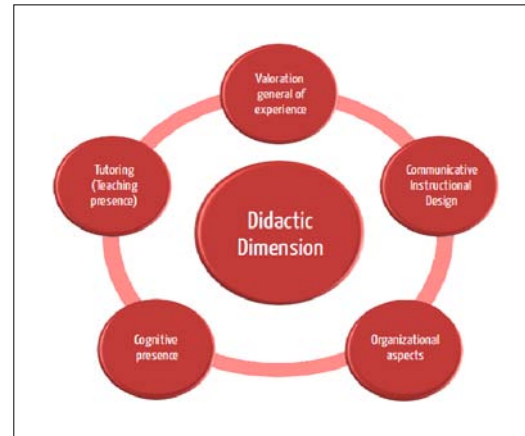 Valoration
general of
experience
Tutoring
(Teaching
presence)
Communicative
Instructional
Design
Didactic
Dimension
Cognitive
presence
Organizational
aspects